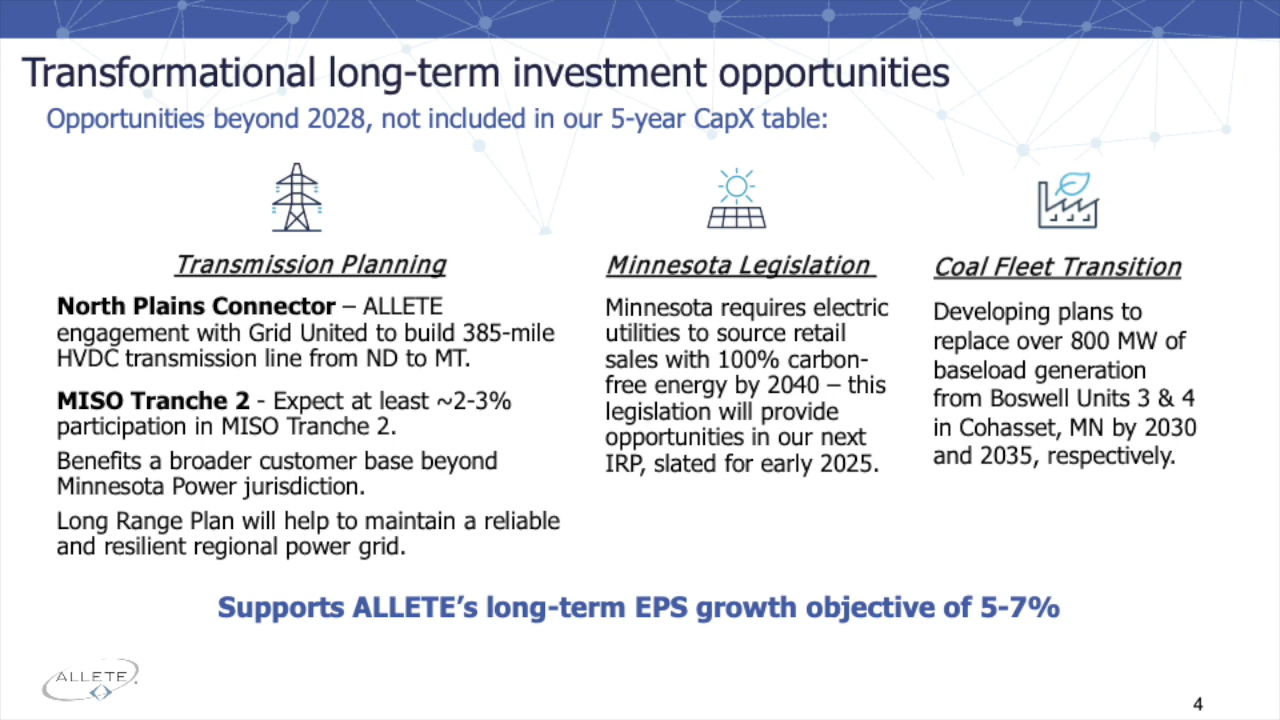 Transformational long-term investment opportunities
Opportunities beyond 2028, not included in our 5-year CapX table:
Transmission Planning
North Plains Connector – ALLETE
engagement with Grid United to build 385-mile
HVDC transmission line from ND to MT.
MISO Tranche 2 - Expect at least ~2-3%
participation in MISO Tranche 2.
Benefits a broader customer base beyond
Minnesota Power jurisdiction.
Long Range Plan will help to maintain a reliable
and resilient regional power grid.
Minnesota Legislation
Minnesota requires electric
utilities to source retail
sales with 100% carbon-
free energy by 2040 – this
legislation will provide
opportunities in our next
IRP, slated for early 2025.
Coal Fleet Transition
Developing plans to
replace over 800 MW of
baseload generation
from Boswell Units 3 & 4
in Cohasset, MN by 2030
and 2035, respectively.
Supports ALLETE’s long-term EPS growth objective of 5-7%
ALLETE
4